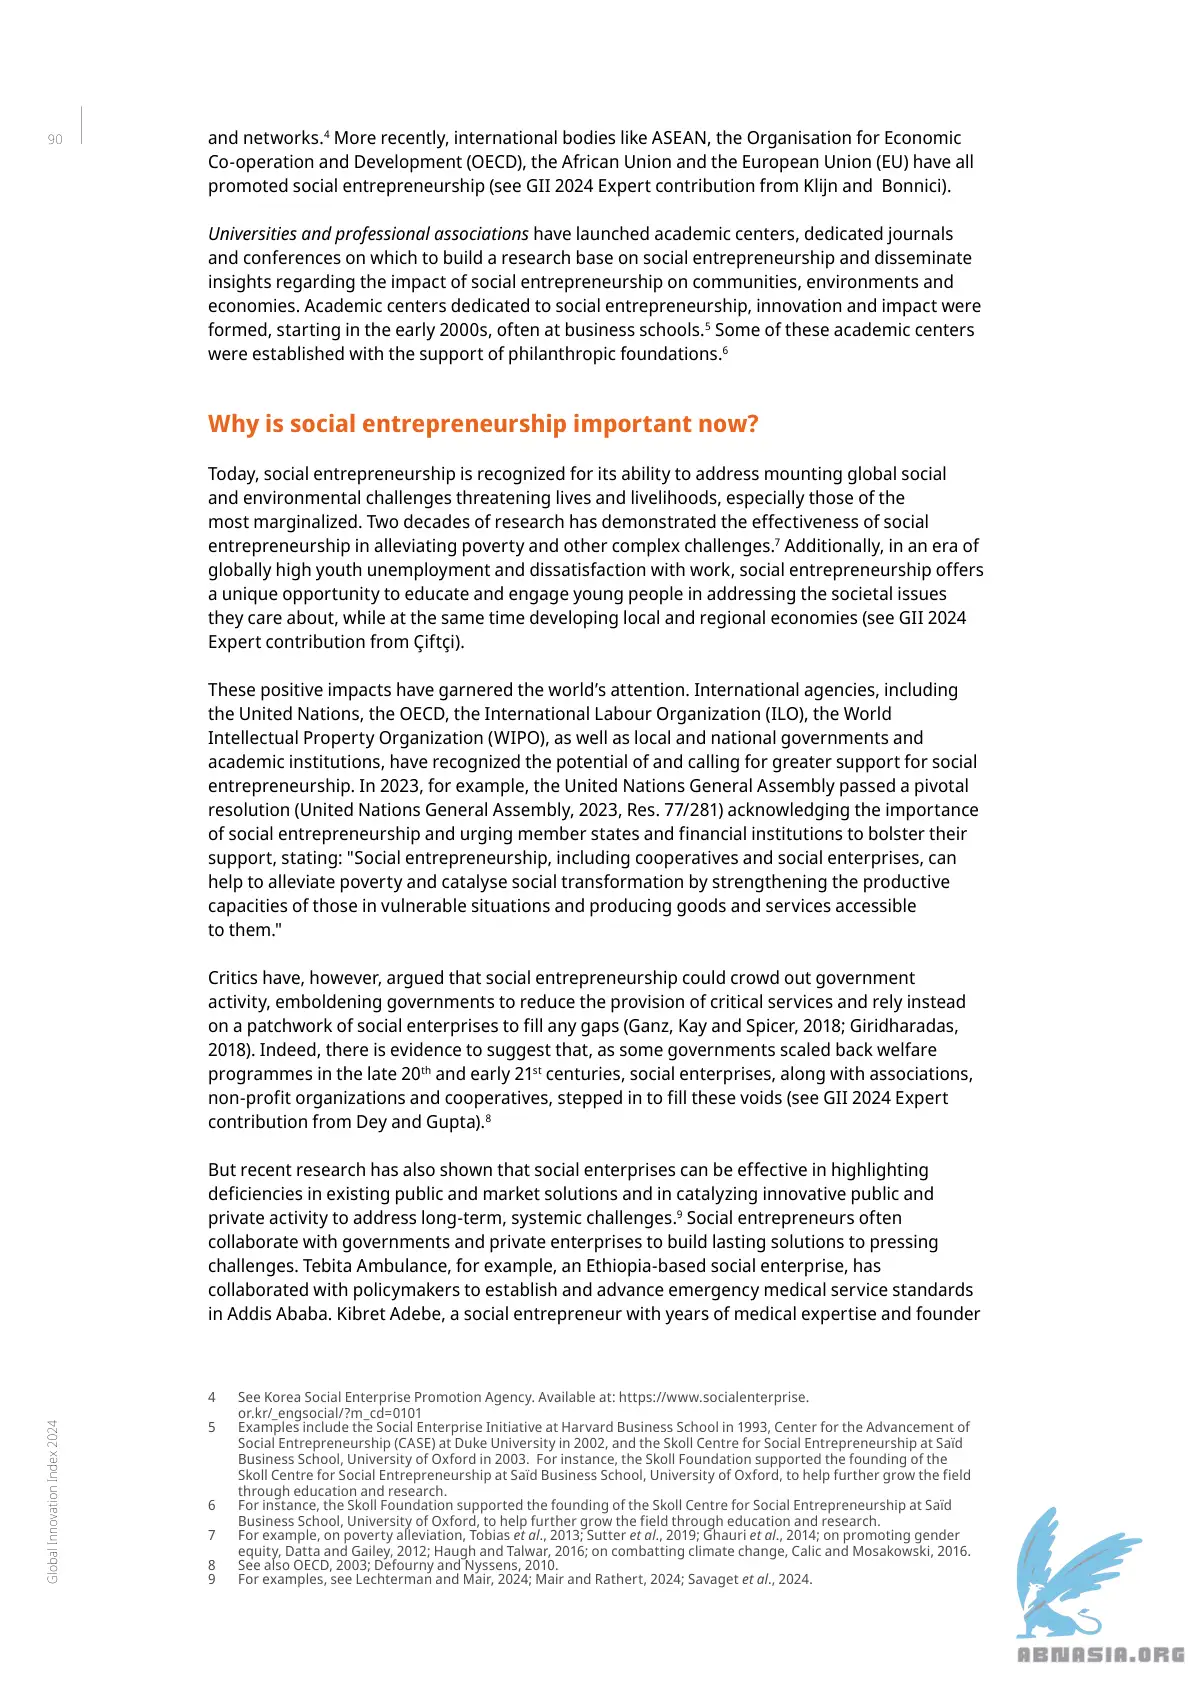 90
and networks.4 More recently, international bodies like ASEAN, the Organisation for Economic
Co-operation and Development (OECD), the African Union and the European Union (EU) have all
promoted social entrepreneurship (see GII 2024 Expert contribution from Klijn and  Bonnici).
Universities and professional associations have launched academic centers, dedicated journals
and conferences on which to build a research base on social entrepreneurship and disseminate
insights regarding the impact of social entrepreneurship on communities, environments and
economies. Academic centers dedicated to social entrepreneurship, innovation and impact were
formed, starting in the early 2000s, often at business schools.5 Some of these academic centers
were established with the support of philanthropic foundations.6
Why is social entrepreneurship important now?
Today, social entrepreneurship is recognized for its ability to address mounting global social
and environmental challenges threatening lives and livelihoods, especially those of the
most marginalized. Two decades of research has demonstrated the effectiveness of social
entrepreneurship in alleviating poverty and other complex challenges.7 Additionally, in an era of
globally high youth unemployment and dissatisfaction with work, social entrepreneurship offers
a unique opportunity to educate and engage young people in addressing the societal issues
they care about, while at the same time developing local and regional economies (see GII 2024
Expert contribution from Çiftçi).
These positive impacts have garnered the world’s attention. International agencies, including
the United Nations, the OECD, the International Labour Organization (ILO), the World
Intellectual Property Organization (WIPO), as well as local and national governments and
academic institutions, have recognized the potential of and calling for greater support for social
entrepreneurship. In 2023, for example, the United Nations General Assembly passed a pivotal
resolution (United Nations General Assembly, 2023, Res. 77/281) acknowledging the importance
of social entrepreneurship and urging member states and financial institutions to bolster their
support, stating: "Social entrepreneurship, including cooperatives and social enterprises, can
help to alleviate poverty and catalyse social transformation by strengthening the productive
capacities of those in vulnerable situations and producing goods and services accessible
to them."
Critics have, however, argued that social entrepreneurship could crowd out government
activity, emboldening governments to reduce the provision of critical services and rely instead
on a patchwork of social enterprises to fill any gaps (Ganz, Kay and Spicer, 2018; Giridharadas,
2018). Indeed, there is evidence to suggest that, as some governments scaled back welfare
programmes in the late 20th and early 21st centuries, social enterprises, along with associations,
non-profit organizations and cooperatives, stepped in to fill these voids (see GII 2024 Expert
contribution from Dey and Gupta).8
But recent research has also shown that social enterprises can be effective in highlighting
deficiencies in existing public and market solutions and in catalyzing innovative public and
private activity to address long-term, systemic challenges.9 Social entrepreneurs often
collaborate with governments and private enterprises to build lasting solutions to pressing
challenges. Tebita Ambulance, for example, an Ethiopia-based social enterprise, has
collaborated with policymakers to establish and advance emergency medical service standards
in Addis Ababa. Kibret Adebe, a social entrepreneur with years of medical expertise and founder
4 See Korea Social Enterprise Promotion Agency. Available at: https://www.socialenterprise.
or.kr/_engsocial/?m_cd=0101
5 Examples include the Social Enterprise Initiative at Harvard Business School in 1993, Center for the Advancement of
Social Entrepreneurship (CASE) at Duke University in 2002, and the Skoll Centre for Social Entrepreneurship at Saïd
Business School, University of Oxford in 2003.  For instance, the Skoll Foundation supported the founding of the
Skoll Centre for Social Entrepreneurship at Saïd Business School, University of Oxford, to help further grow the field
through education and research.
6 For instance, the Skoll Foundation supported the founding of the Skoll Centre for Social Entrepreneurship at Saïd
Business School, University of Oxford, to help further grow the field through education and research.
7 For example, on poverty alleviation, Tobias et al., 2013; Sutter et al., 2019; Ghauri et al., 2014; on promoting gender
equity, Datta and Gailey, 2012; Haugh and Talwar, 2016; on combatting climate change, Calic and Mosakowski, 2016.
8 See also OECD, 2003; Defourny and Nyssens, 2010.
9 For examples, see Lechterman and Mair, 2024; Mair and Rathert, 2024; Savaget et al., 2024.
Global Innovation Index 2024
ABNASIA.ORG